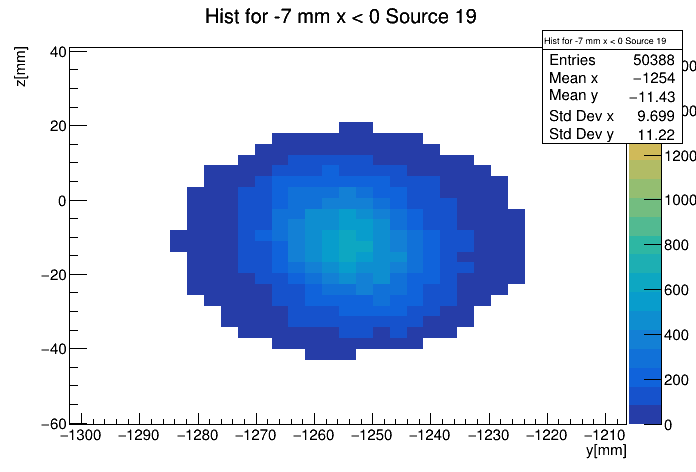 Hist for -7 mm x < 0 Source 19
Hist for -7 mm x < 0 Source 19
Entries 50388
Mean x −1254
Mean y −11.43
Std Dev x 9.699
Std Dev y 11.22
z[mm]
40
20
0
−20
−40
−60
−1300 −1290 −1280 −1270 −1260 −1250 −1240 −1230 −1220 −1210
y[mm]
1200
1000
800
600
400
200
0